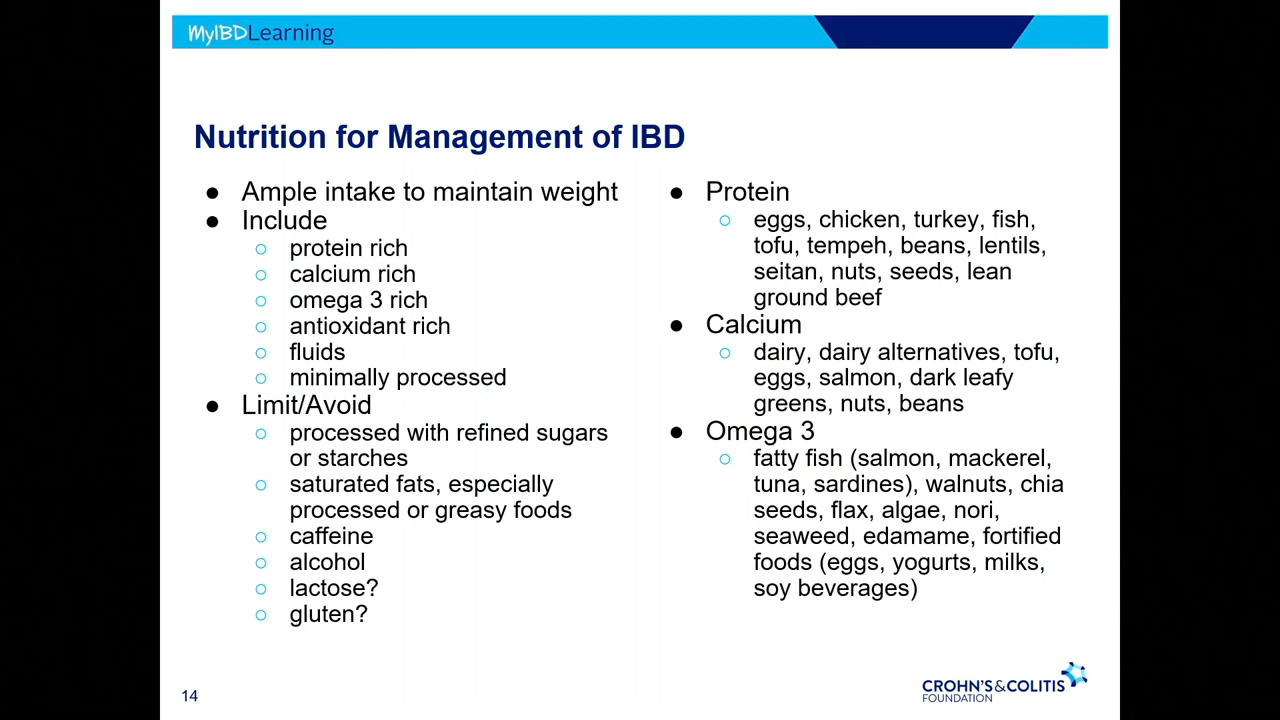 MyIBDLearning
Nutrition for Management of IBD
● Ample intake to maintain weight
● Include
○ protein rich
○ calcium rich
○ omega 3 rich
○ antioxidant rich
○ fluids
○ minimally processed
● Limit/Avoid
○ processed with refined sugars
or starches
○ saturated fats, especially
processed or greasy foods
○ caffeine
○ alcohol
○ lactose?
○ gluten?
● Protein
○ eggs, chicken, turkey, fish,
tofu, tempeh, beans, lentils,
seitan, nuts, seeds, lean
ground beef
● Calcium
○ dairy, dairy alternatives, tofu,
eggs, salmon, dark leafy
greens, nuts, beans
● Omega 3
○ fatty fish (salmon, mackerel,
tuna, sardines), walnuts, chia
seeds, flax, algae, nori,
seaweed, edamame, fortified
foods (eggs, yogurts, milks,
soy beverages)
14
CROHN'S&COLITIS
FOUNDATION